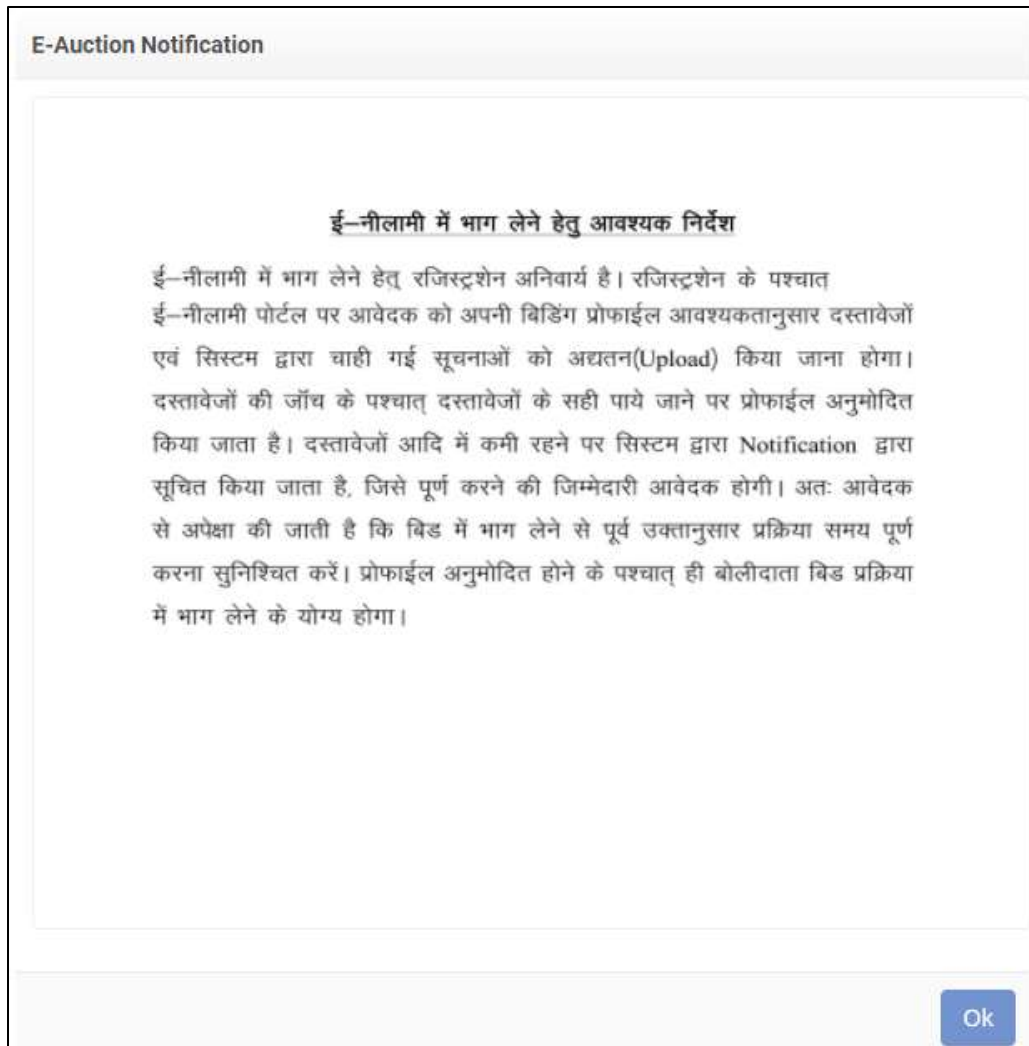 E-Auction Notification
ई–नीलामी में भाग लेने हेतु आवश्यक निर्देश
ई–नीलामी में भाग लेने हेतु रजिस्ट्रशेन अनिवार्य है। रजिस्ट्रशेन के पश्चात्
ई–नीलामी पोर्टल पर आवेदक को अपनी बिडिंग प्रोफाईल आवश्यकतानुसार दस्तावेजों
एवं सिस्टम द्वारा चाही गई सूचनाओं को अद्यतन(Upload) किया जाना होगा।
दस्तावेजों की जॉच के पश्चात् दस्तावेजों के सही पाये जाने पर प्रोफाईल अनुमोदित
किया जाता है। दस्तावेजों आदि में कमी रहने पर सिस्टम द्वारा Notification द्वारा
सूचित किया जाता है, जिसे पूर्ण करने की जिम्मेदारी आवेदक होगी। अतः आवेदक
से अपेक्षा की जाती है कि बिड में भाग लेने से पूर्व उक्तानुसार प्रक्रिया समय पूर्ण
करना सुनिश्चित करें। प्रोफाईल अनुमोदित होने के पश्चात् ही बोलीदाता बिड प्रक्रिया
में भाग लेने के योग्य होगा।
Ok